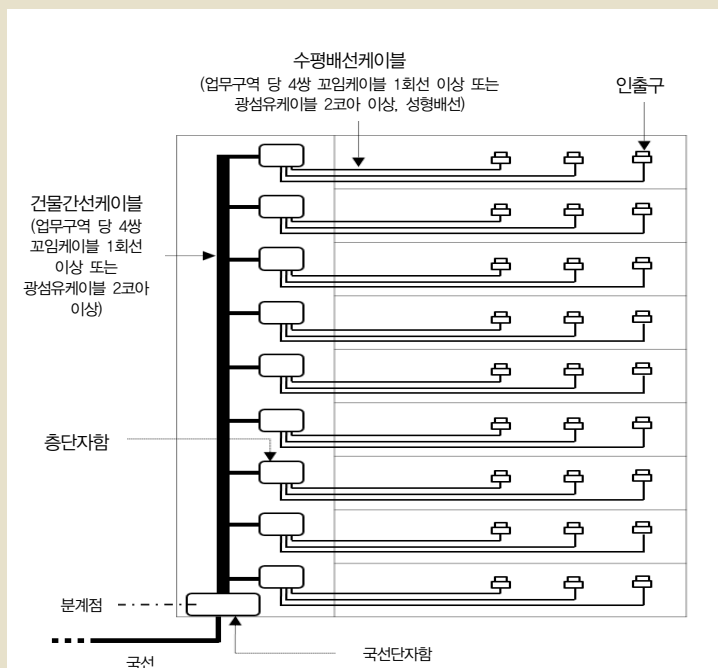 수평배선케이블
(업무구역 당 4쌍 꼬임케이블 1회선 이상 또는
광섬유케이블 2코아 이상, 성형배선)
인출구
건물간선케이블
(업무구역 당 4쌍
꼬임케이블 1회선
이상 또는
광섬유케이블 2코아
이상)
층단자함
분계점
국선
국선단자함